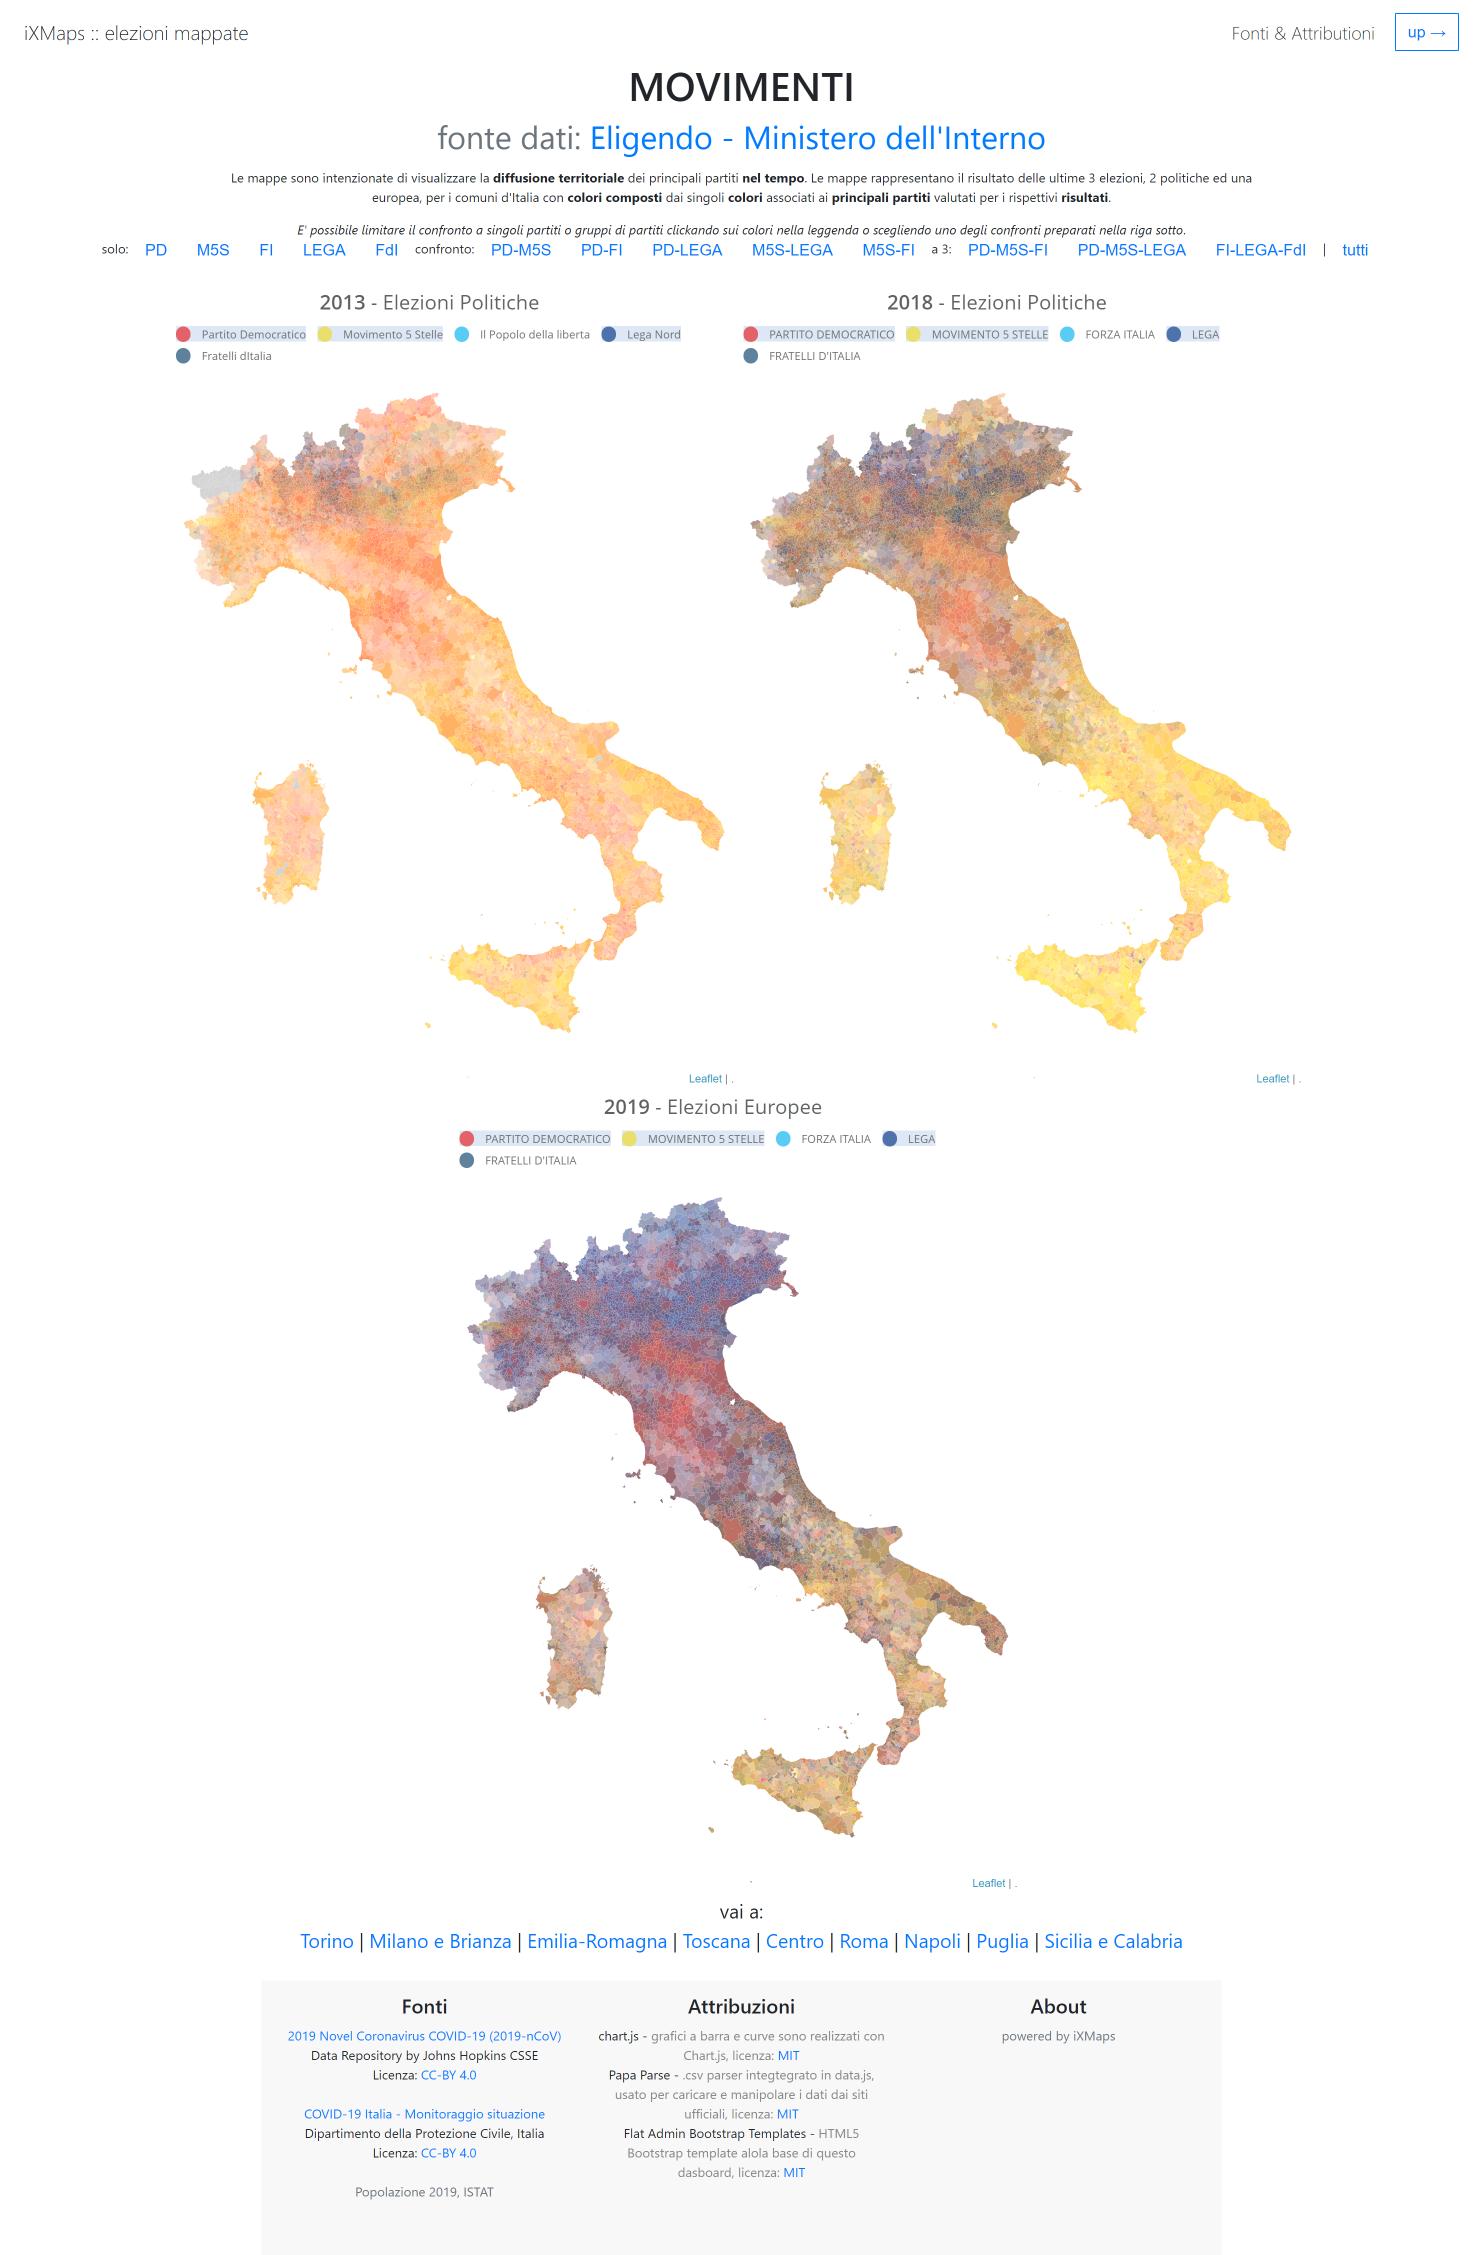 iXMaps :: elezioni mappate
Fonti & Attributioni
up →
MOVIMENTI
fonte dati: Eligendo - Ministero dell'Interno
Le mappe sono intenzionate di visualizzare la diffusione territoriale dei principali partiti nel tempo. Le mappe rappresentano il risultato delle ultime 3 elezioni, 2 politiche ed una
europea, per i comuni d'Italia con colori composti dai singoli colori associati ai principali partiti valutati per i rispettivi risultati.
E' possibile limitare il confronto a singoli partiti o gruppi di partiti clickando sui colori nella leggenda o scegliendo uno degli confronti preparati nella riga sotto.
solo: PD M5S FI LEGA FdI confronto: PD-M5S PD-FI PD-LEGA M5S-LEGA M5S-FI a 3: PD-M5S-FI PD-M5S-LEGA FI-LEGA-FdI | tutti
2013 - Elezioni Politiche
Partito Democratico Movimento 5 Stelle Il Popolo della liberta Lega Nord
Fratelli dItalia
Leaflet | .
2018 - Elezioni Politiche
PARTITO DEMOCRATICO MOVIMENTO 5 STELLE FORZA ITALIA LEGA
FRATELLI D'ITALIA
Leaflet | .
2019 - Elezioni Europee
PARTITO DEMOCRATICO MOVIMENTO 5 STELLE FORZA ITALIA LEGA
FRATELLI D'ITALIA
Leaflet | .
vai a:
Torino | Milano e Brianza | Emilia-Romagna | Toscana | Centro | Roma | Napoli | Puglia | Sicilia e Calabria
Fonti
2019 Novel Coronavirus COVID-19 (2019-nCoV)
Data Repository by Johns Hopkins CSSE
Licenza: CC-BY 4.0
COVID-19 Italia - Monitoraggio situazione
Dipartimento della Protezione Civile, Italia
Licenza: CC-BY 4.0
Popolazione 2019, ISTAT
Attribuzioni
chart.js - grafici a barra e curve sono realizzati con
Chart.js, licenza: MIT
Papa Parse - .csv parser integtegrato in data.js,
usato per caricare e manipolare i dati dai siti
ufficiali, licenza: MIT
Flat Admin Bootstrap Templates - HTML5
Bootstrap template alola base di questo
dasboard, licenza: MIT
About
powered by iXMaps